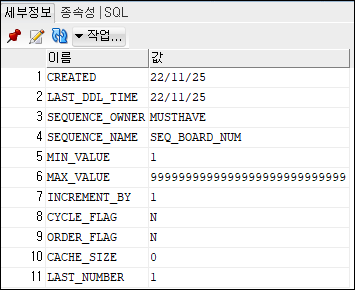 세부정보 종속성 SQL
작업...
이름 값
1 CREATED 22/11/25
2 LAST_DDL_TIME 22/11/25
3 SEQUENCE_OWNER MUSTHAVE
4 SEQUENCE_NAME SEQ_BOARD_NUM
5 MIN_VALUE 1
6 MAX_VALUE 9999999999999999999999999999
7 INCREMENT_BY 1
8 CYCLE_FLAG N
9 ORDER_FLAG N
10 CACHE_SIZE 0
11 LAST_NUMBER 1